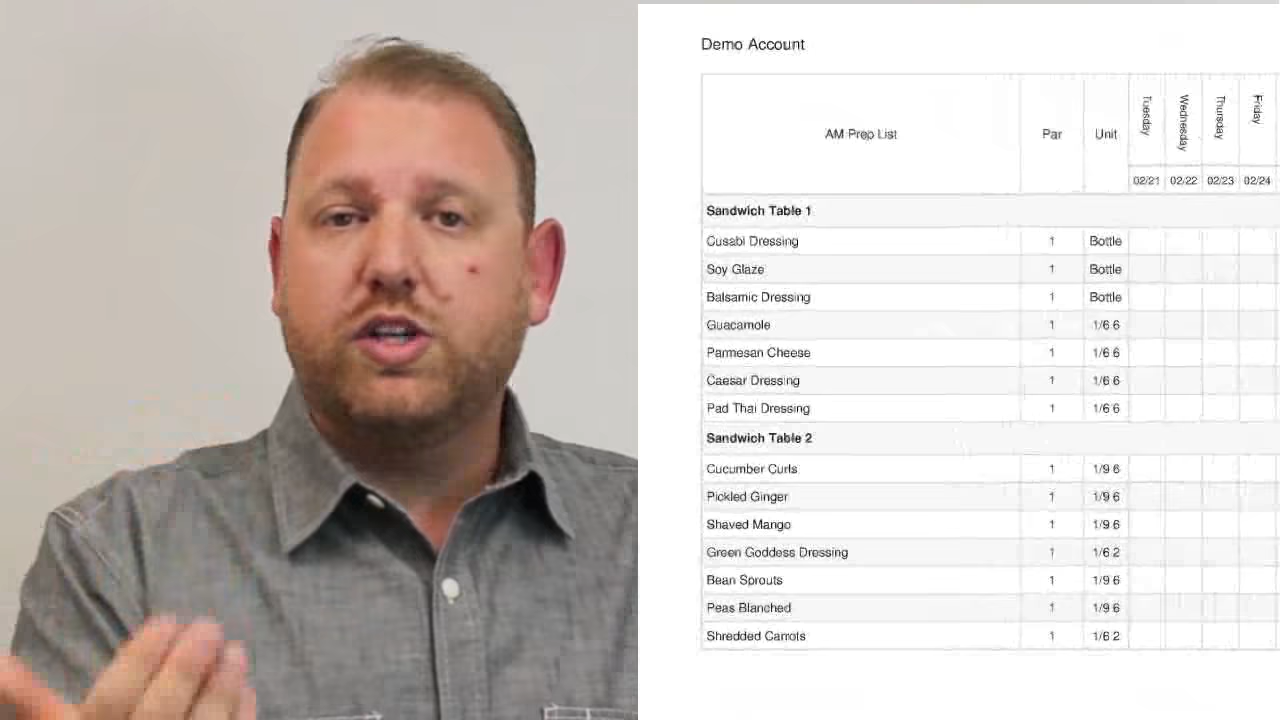 Demo Account
AM Prep List Par Unit Tuesday Wednesday Thursday Friday
02/21 02/22 02/23 02/24
Sandwich Table 1
Cusabi Dressing 1 Bottle
Soy Glaze 1 Bottle
Balsamic Dressing 1 Bottle
Guacamole 1 1/6 6
Parmesan Cheese 1 1/6 6
Caesar Dressing 1 1/6 6
Pad Thai Dressing 1 1/6 6
Sandwich Table 2
Cucumber Curls 1 1/9 6
Pickled Ginger 1 1/9 6
Shaved Mango 1 1/9 6
Green Goddess Dressing 1 1/6 2
Bean Sprouts 1 1/9 6
Peas Blanched 1 1/9 6
Shredded Carrots 1 1/6 2